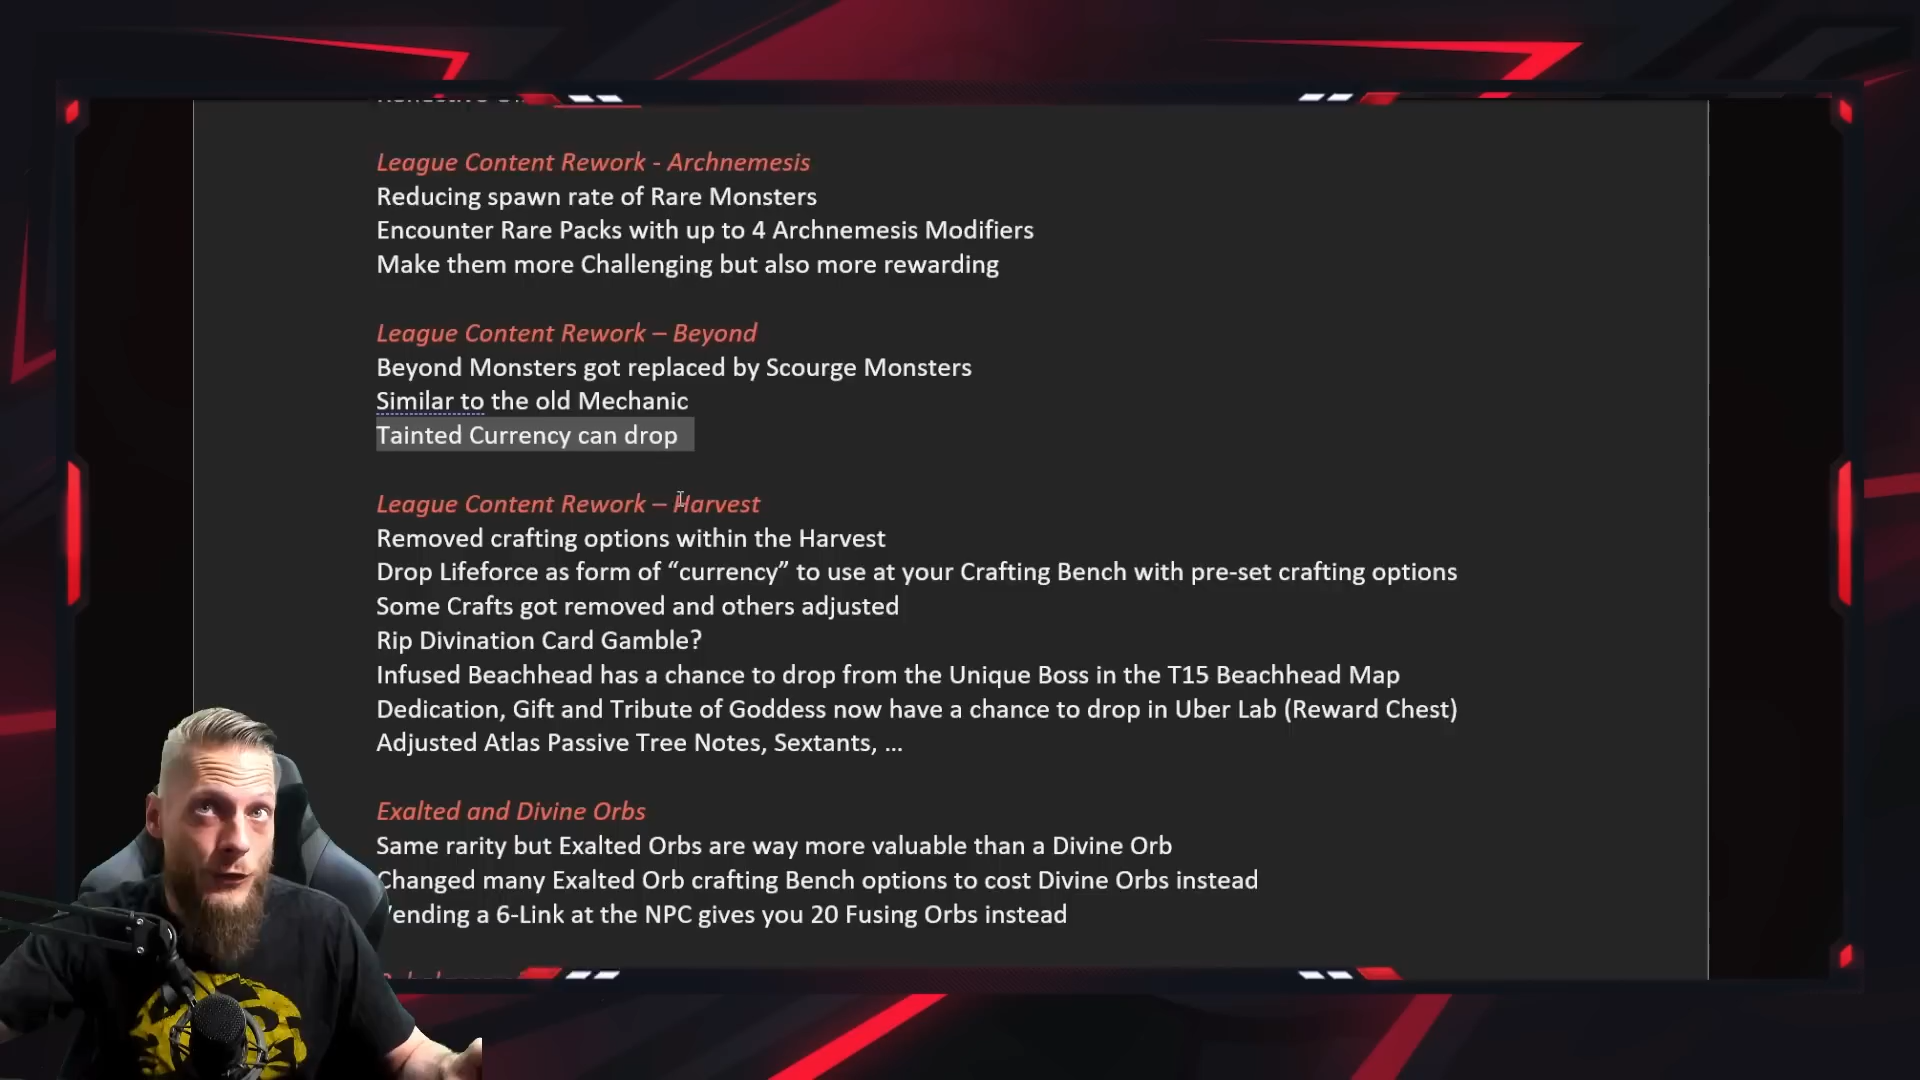 League Content Rework - Archnemesis
Reducing spawn rate of Rare Monsters
Encounter Rare Packs with up to 4 Archnemesis Modifiers
Make them more Challenging but also more rewarding
League Content Rework – Beyond
Beyond Monsters got replaced by Scourge Monsters
Similar to the old Mechanic
Tainted Currency can drop
League Content Rework – Harvest
Removed crafting options within the Harvest
Drop Lifeforce as form of “currency” to use at your Crafting Bench with pre-set crafting options
Some Crafts got removed and others adjusted
Rip Divination Card Gamble?
Infused Beachhead has a chance to drop from the Unique Boss in the T15 Beachhead Map
Dedication, Gift and Tribute of Goddess now have a chance to drop in Uber Lab (Reward Chest)
Adjusted Atlas Passive Tree Notes, Sextants, ...
Exalted and Divine Orbs
Same rarity but Exalted Orbs are way more valuable than a Divine Orb
Changed many Exalted Orb crafting Bench options to cost Divine Orbs instead
Vending a 6-Link at the NPC gives you 20 Fusing Orbs instead